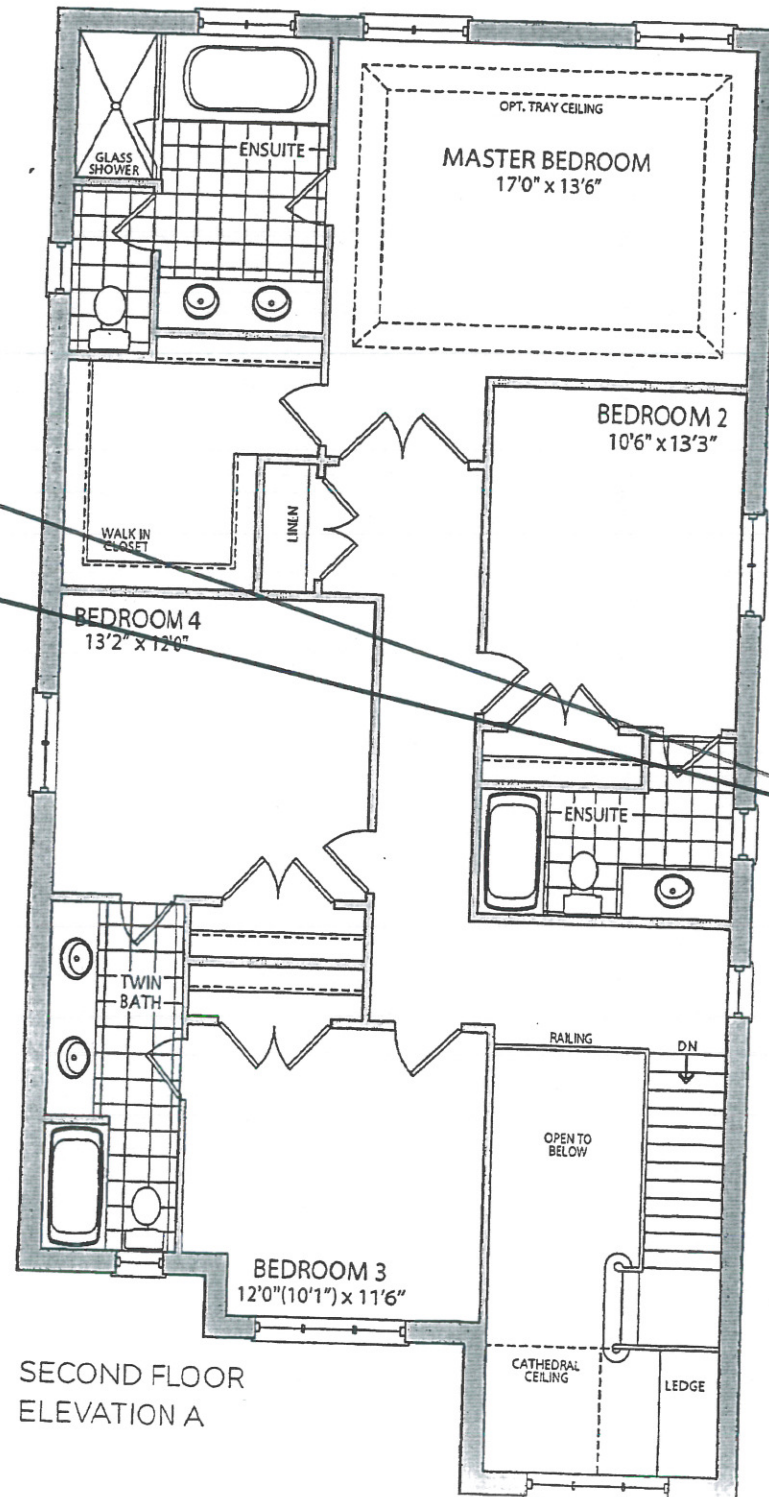 OPT. TRAY CEILING
MASTER BEDROOM
17'0" x 13'6"
ENSUITE
GLASS
SHOWER
BEDROOM 2
10'6" x 13'3"
LINEN
WALK IN
CLOSET
BEDROOM 4
13'2" x 12'0"
ENSUITE
TWIN
BATH
RAILING
DN
OPEN TO
BELOW
BEDROOM 3
12'0"(10'1") x 11'6"
CATHEDRAL
CEILING
LEDGE
SECOND FLOOR
ELEVATION A